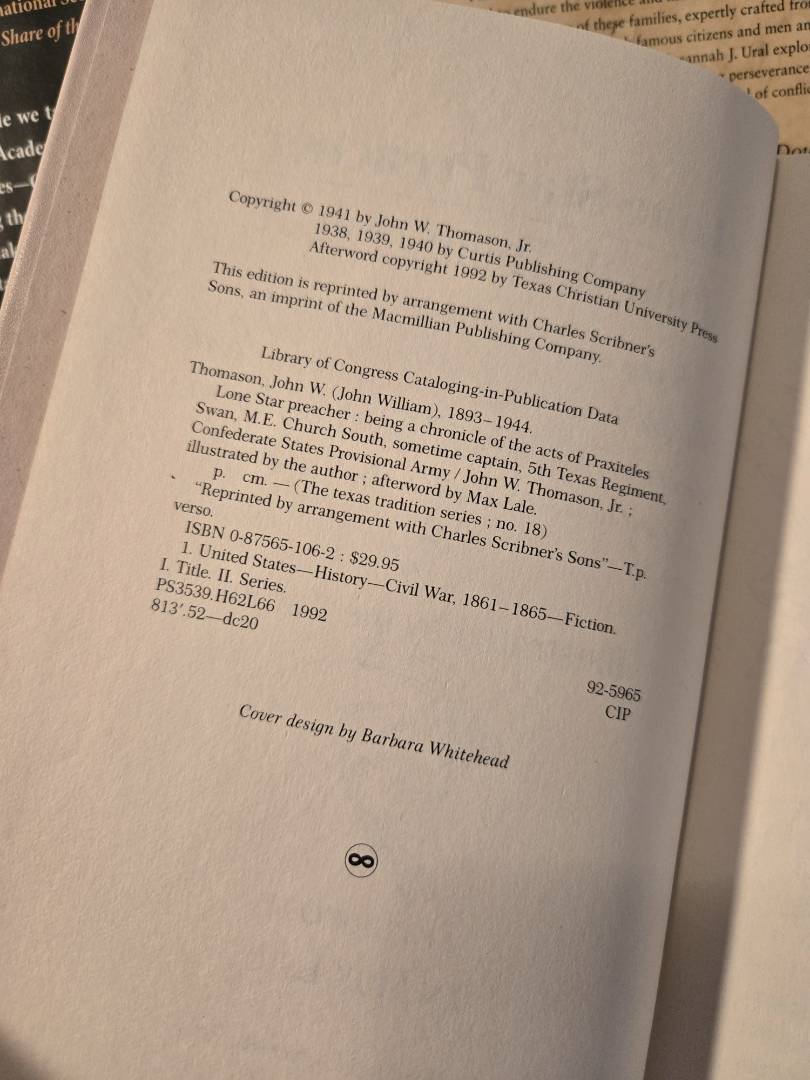 Share of th
le we t
Acade
es—
g th
al
endure the violence and
of these families, expertly crafted fro
famous citizens and men an
annah J. Ural explo
perseverance
of conflic
Copyright © 1941 by John W. Thomason, Jr.
1938, 1939, 1940 by Curtis Publishing Company
Afterword copyright 1992 by Texas Christian University Press
This edition is reprinted by arrangement with Charles Scribner's
Sons, an imprint of the Macmillian Publishing Company.
Library of Congress Cataloging-in-Publication Data
Thomason, John W. (John William), 1893–1944.
Lone Star preacher : being a chronicle of the acts of Praxiteles
Swan, M.E. Church South, sometime captain, 5th Texas Regiment,
Confederate States Provisional Army / John W. Thomason, Jr. ;
illustrated by the author ; afterword by Max Lale.
p. cm. — (The texas tradition series ; no. 18)
"Reprinted by arrangement with Charles Scribner's Sons"—T.p.
verso.
ISBN 0-87565-106-2 : $29.95
1. United States—History—Civil War, 1861–1865—Fiction.
I. Title. II. Series.
PS3539.H62L66 1992
813'.52—dc20
92-5965
CIP
Cover design by Barbara Whitehead